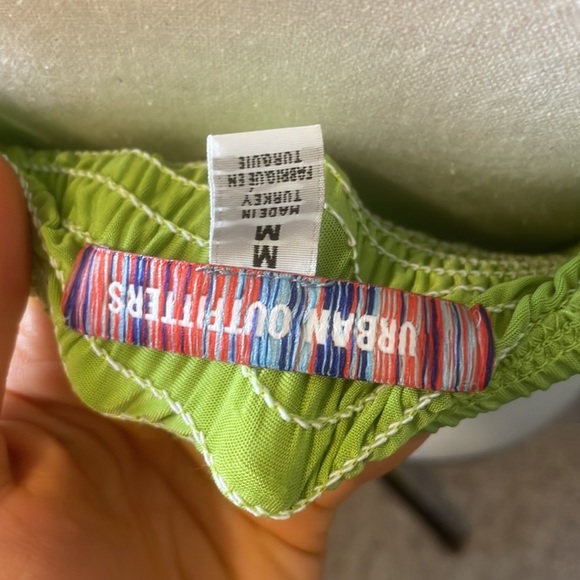 URBAN OUTFITTERS
M
MADE IN
TURKEY
FABRIQUÉ EN
TURQUIE